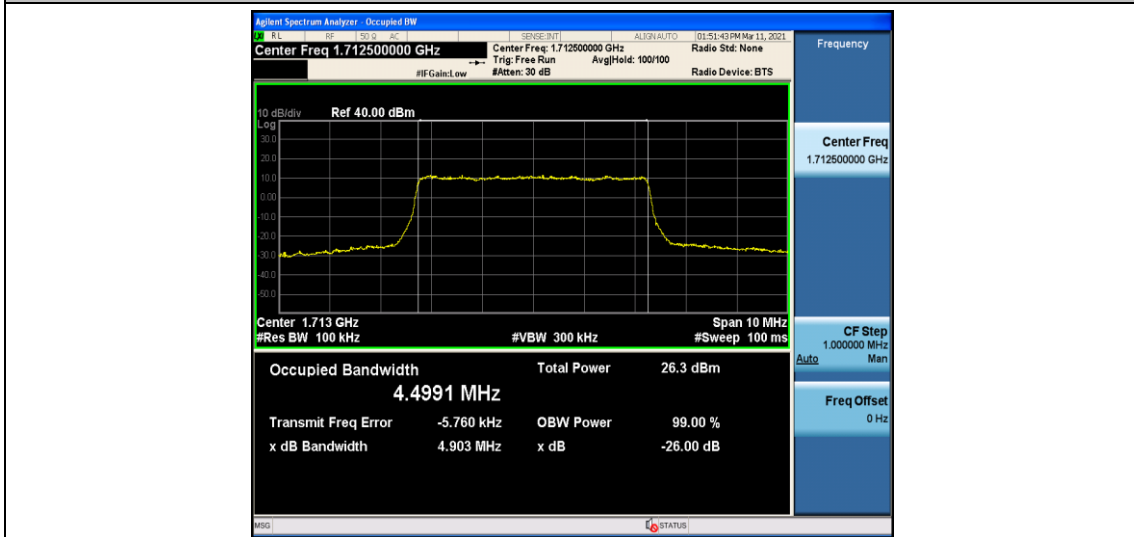 Agilent Spectrum Analyzer - Occupied BW
RL RF 50 Ω AC SENSE:INT ALIGN AUTO 01:51:43 PM Mar 11, 2021
Center Freq 1.712500000 GHz
Center Freq: 1.712500000 GHz
Radio Std: None
Trig: Free Run Avg|Hold: 100/100
#IFGain:Low #Atten: 30 dB Radio Device: BTS
Frequency
10 dB/div Ref 40.00 dBm
Log
30.0
20.0
10.0
0.00
-10.0
-20.0
-30.0
-40.0
-50.0
Center Freq
1.712500000 GHz
Center 1.713 GHz Span 10 MHz
#Res BW 100 kHz #VBW 300 kHz #Sweep 100 ms
CF Step
1.000000 MHz
Auto Man
Occupied Bandwidth Total Power 26.3 dBm
4.4991 MHz
Transmit Freq Error -5.760 kHz OBW Power 99.00 %
x dB Bandwidth 4.903 MHz x dB -26.00 dB
Freq Offset
0 Hz
MSG STATUS